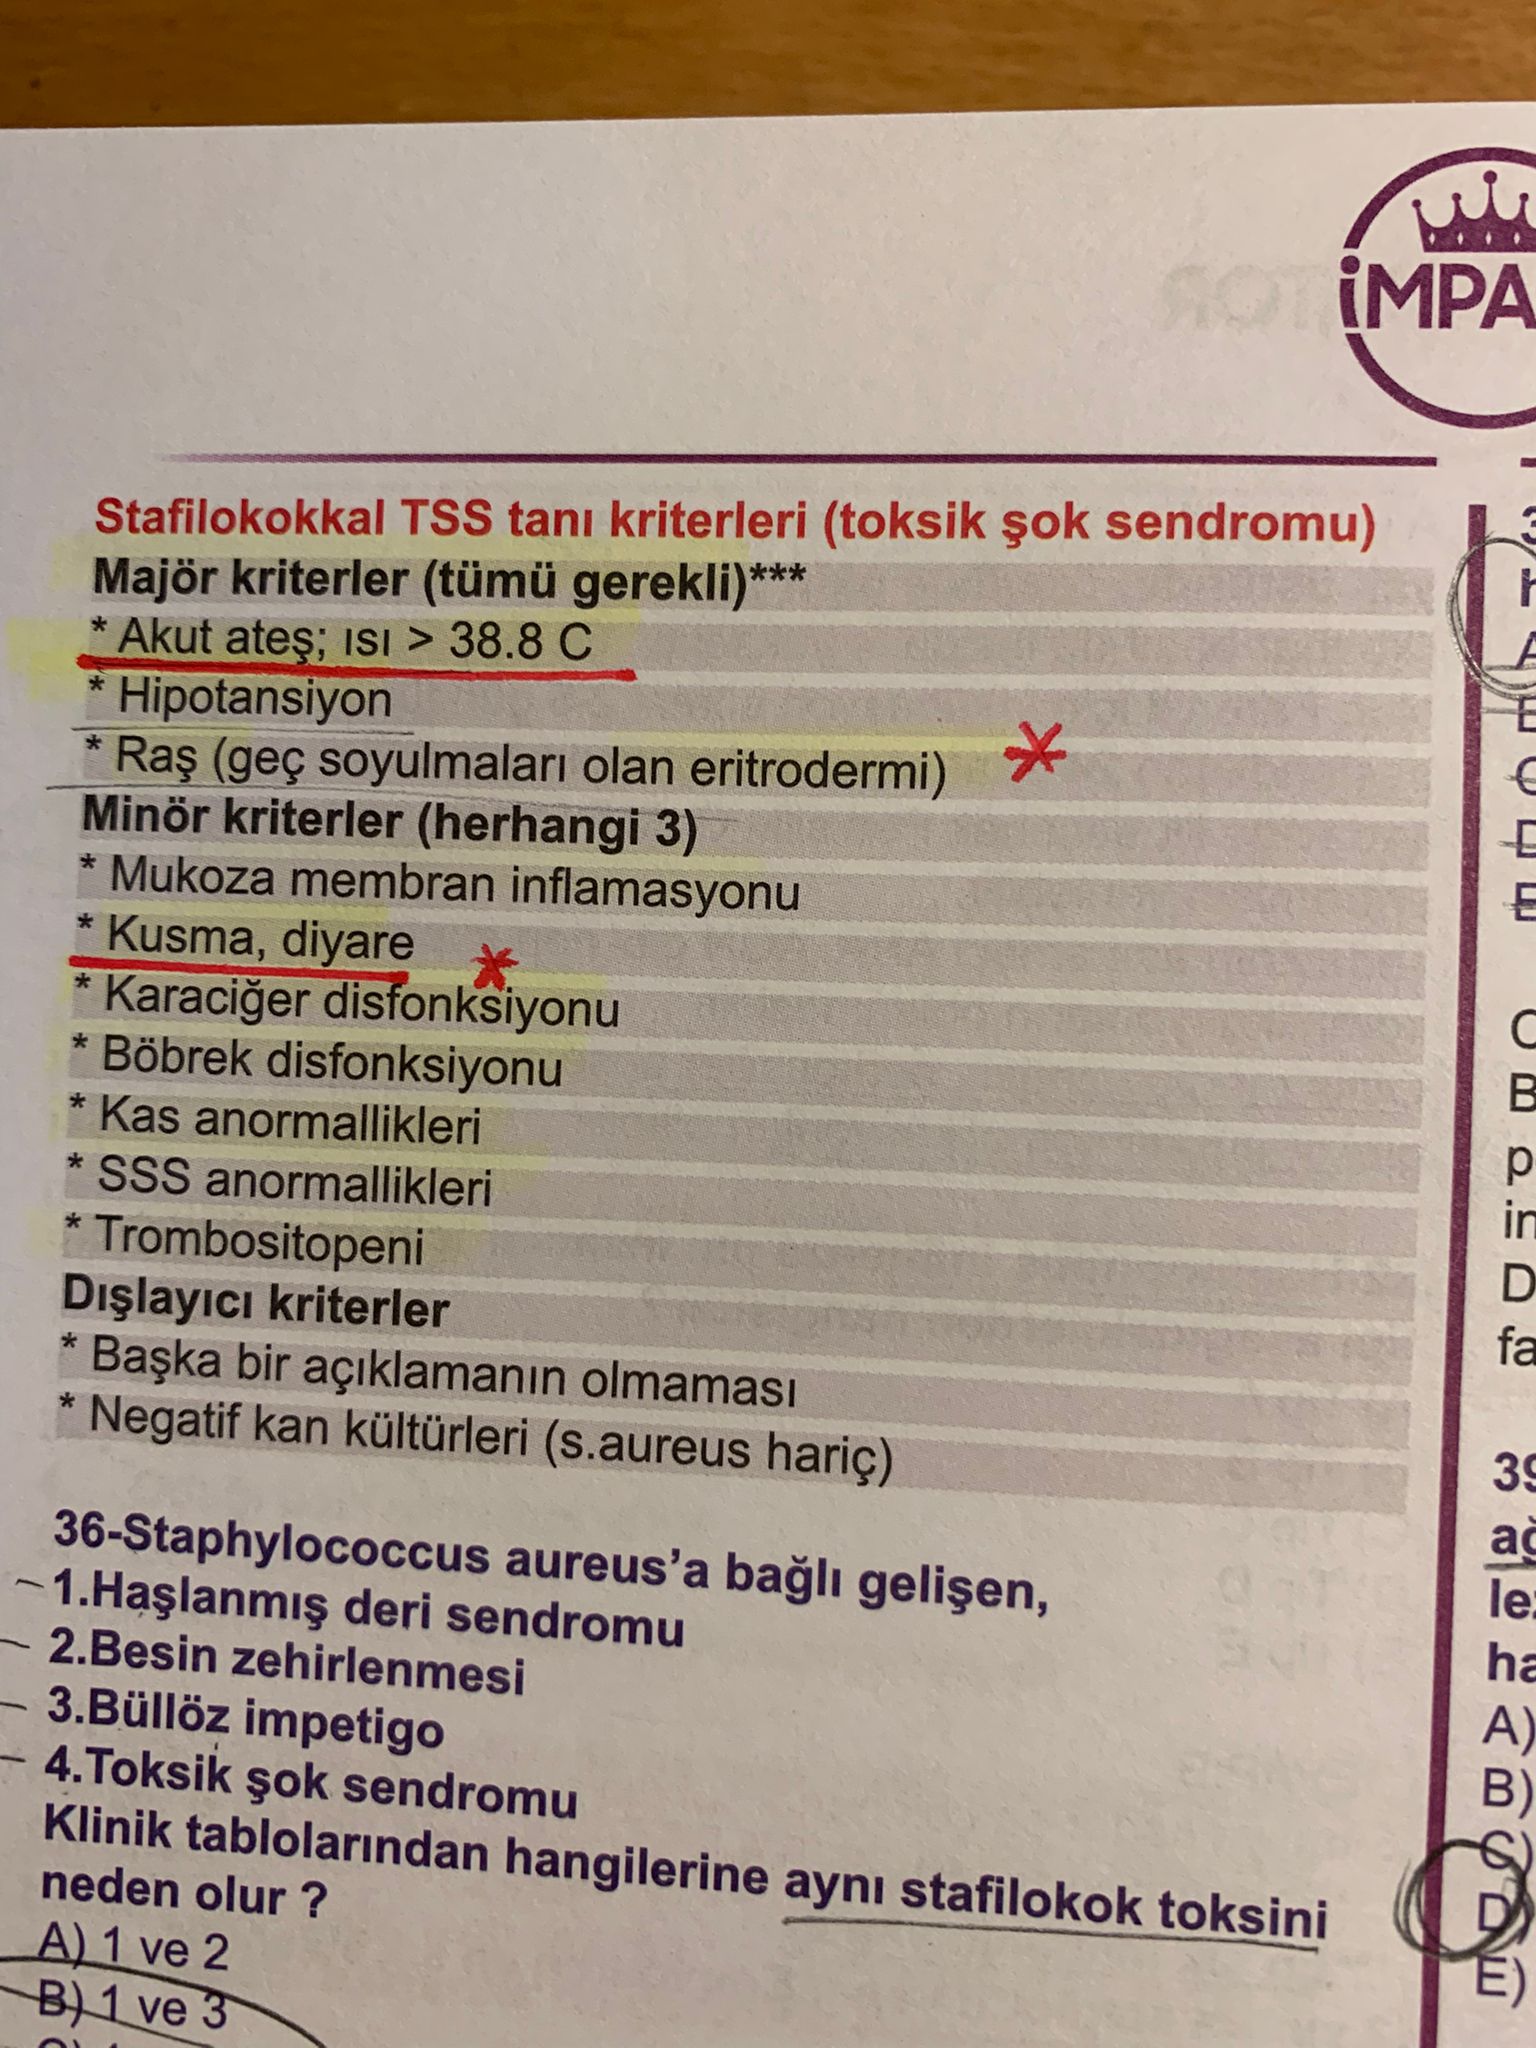 iMPA
Stafilokokkal TSS tanı kriterleri (toksik şok sendromu)
Majör kriterler (tümü gerekli)***
* Akut ateş; ısı > 38.8 C
* Hipotansiyon
* Raş (geç soyulmaları olan eritrodermi)
Minör kriterler (herhangi 3)
* Mukoza membran inflamasyonu
* Kusma, diyare
* Karaciğer disfonksiyonu
* Böbrek disfonksiyonu
* Kas anormallikleri
* SSS anormallikleri
* Trombositopeni
Dışlayıcı kriterler
* Başka bir açıklamanın olmaması
* Negatif kan kültürleri (s.aureus hariç)
36-Staphylococcus aureus’a bağlı gelişen,
1.Haşlanmış deri sendromu
2.Besin zehirlenmesi
3.Büllöz impetigo
4.Toksik şok sendromu
Klinik tablolarından hangilerine aynı stafilokok toksini
neden olur ?
A) 1 ve 2
B) 1 ve 3
B
p
in
D
fa
39
ağ
ha
A)
B)
C)
D)
E)